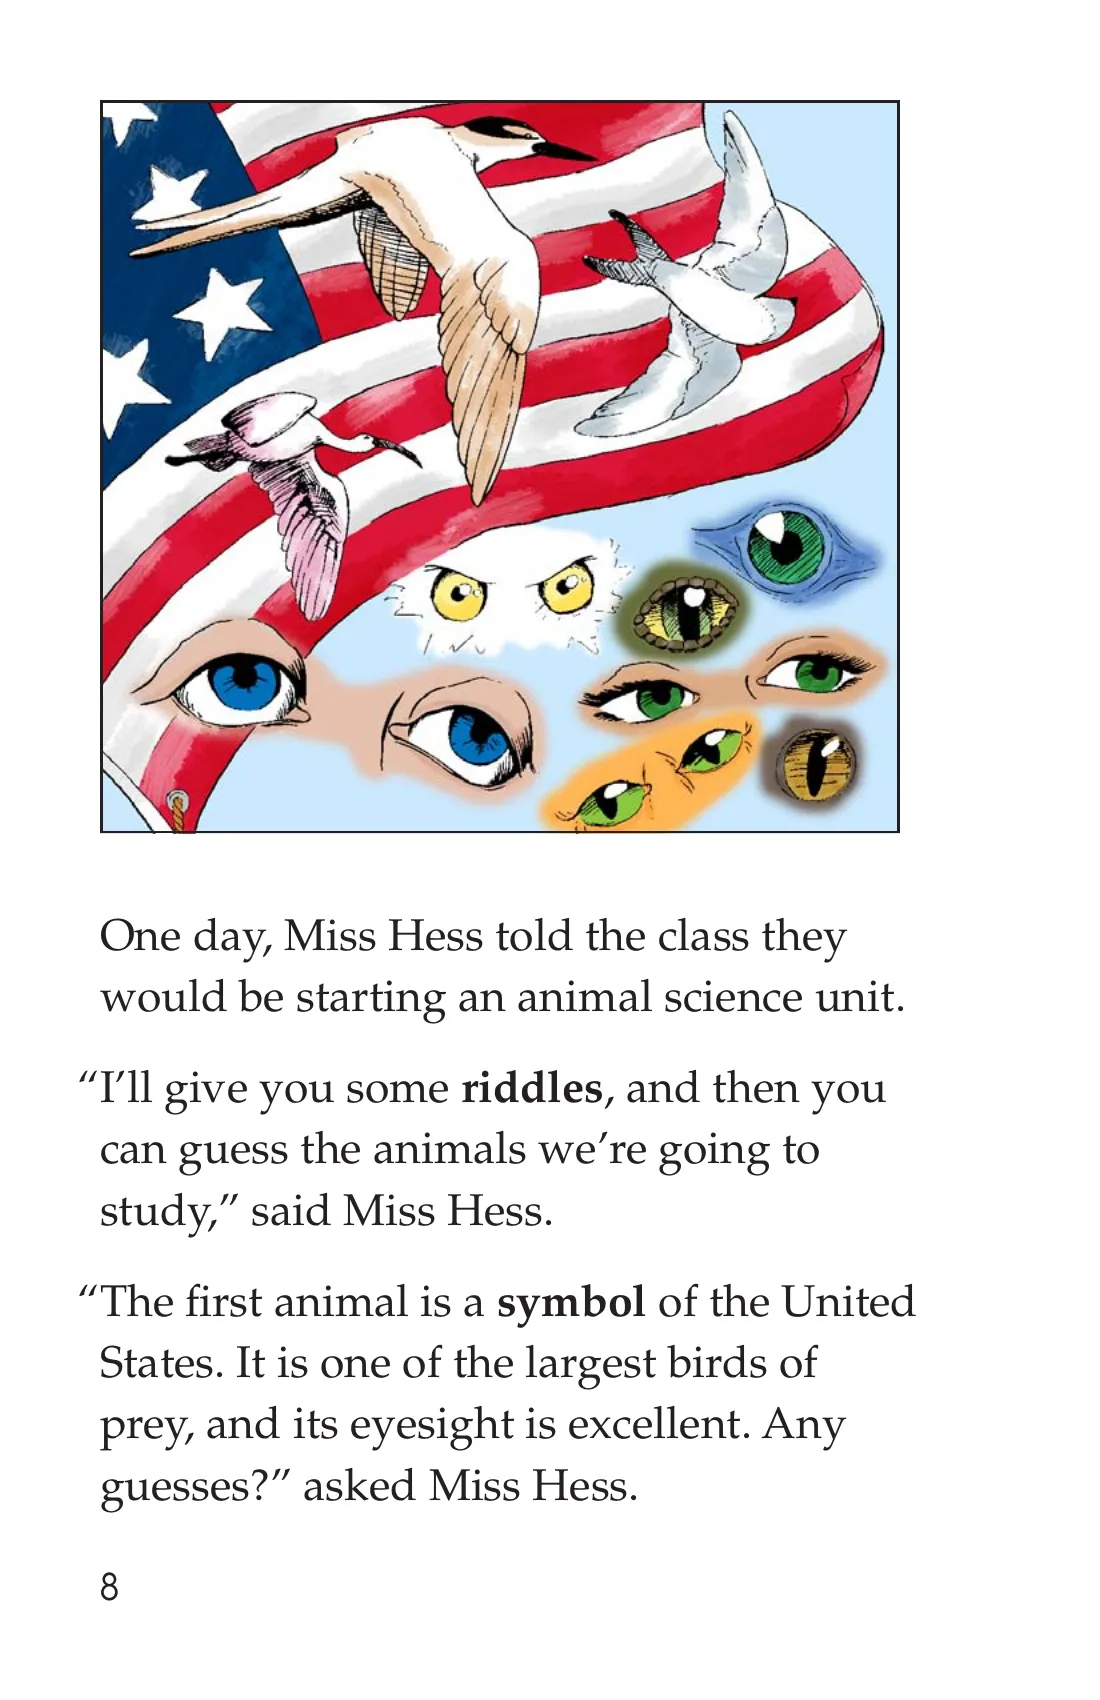 One day, Miss Hess told the class they
would be starting an animal science unit.
“I’ll give you some riddles, and then you
can guess the animals we’re going to
study,” said Miss Hess.
“The first animal is a symbol of the United
States. It is one of the largest birds of
prey, and its eyesight is excellent. Any
guesses?” asked Miss Hess.
8